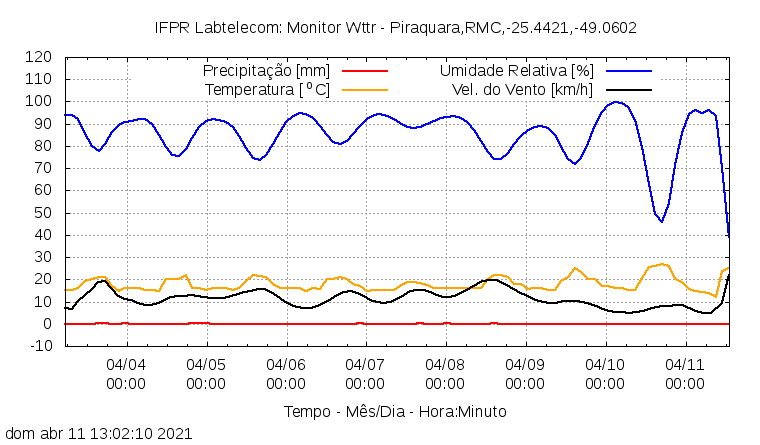 IFPR Labtelecom: Monitor Wttr - Piraquara,RMC,-25.4421,-49.0602
Precipitação [mm]
Temperatura [ ⁰C]
Umidade Relativa [%]
Vel. do Vento [km/h]
120
110
100
90
80
70
60
50
40
30
20
10
0
-10
04/04 04/05 04/06 04/07 04/08 04/09 04/10 04/11
00:00 00:00 00:00 00:00 00:00 00:00 00:00 00:00
Tempo - Mês/Dia - Hora:Minuto
dom abr 11 13:02:10 2021